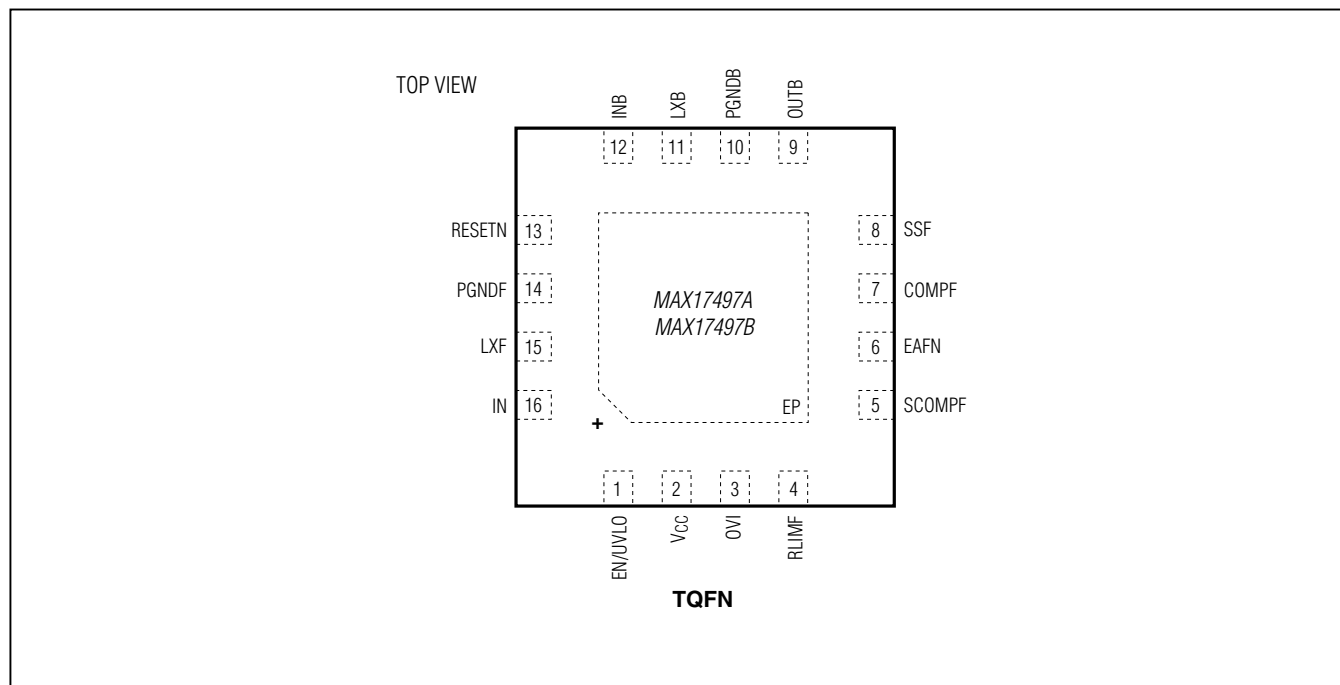 TOP VIEW
INB
LXB
PGNDB
OUTB
12
11
10
9
RESETN
13
8
SSF
PGNDF
14
MAX17497A
MAX17497B
7
COMPF
LXF
15
6
EAFN
IN
16
EP
5
SCOMPF
+
1
2
3
4
EN/UVLO
VCC
OVI
RLIMF
TQFN